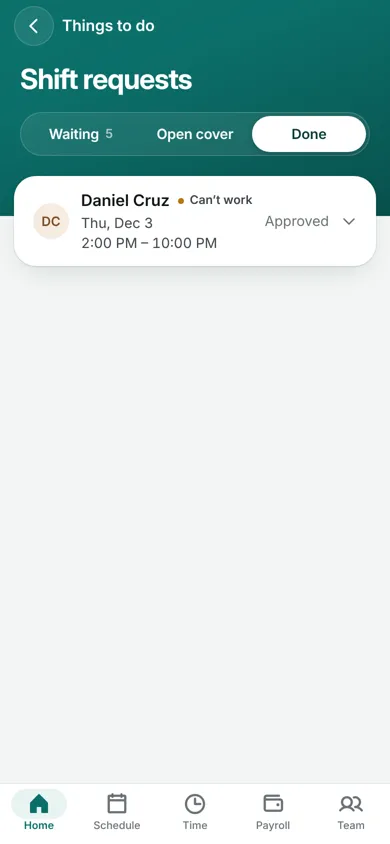 Things to do
Shift requests
Waiting 5
Open cover
Done
DC
Daniel Cruz • Can’t work
Thu, Dec 3
2:00 PM – 10:00 PM
Approved
Home
Schedule
Time
Payroll
Team